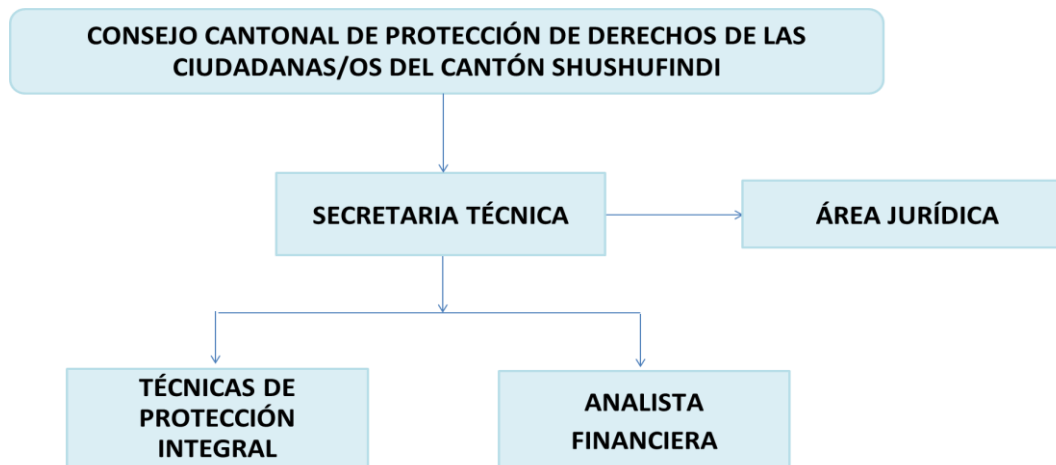 CONSEJO CANTONAL DE PROTECCIÓN DE DERECHOS DE LAS
CIUDADANAS/OS DEL CANTÓN SHUSHUFINDI
SECRETARIA TÉCNICA
ÁREA JURÍDICA
TÉCNICAS DE
PROTECCIÓN
INTEGRAL
ANALISTA
FINANCIERA